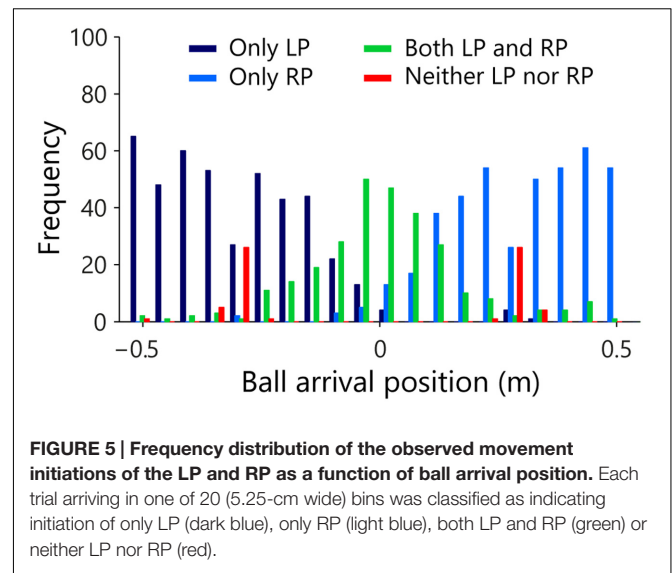 100
80
60
40
20
0
Frequency
Only LP
Both LP and RP
Only RP
Neither LP nor RP
−0.5
0
0.5
Ball arrival position (m)
FIGURE 5 | Frequency distribution of the observed movement
initiations of the LP and RP as a function of ball arrival position. Each
trial arriving in one of 20 (5.25-cm wide) bins was classified as indicating
initiation of only LP (dark blue), only RP (light blue), both LP and RP (green) or
neither LP nor RP (red).